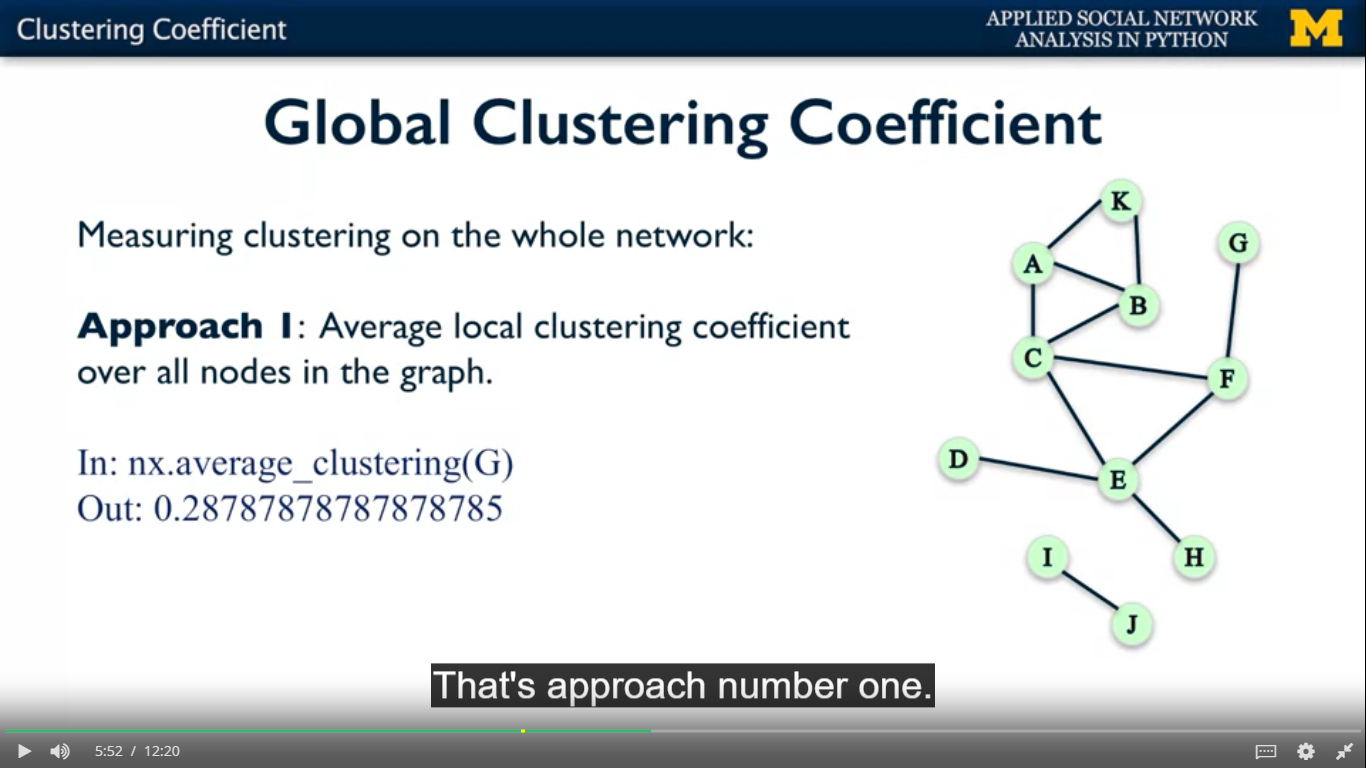 Clustering Coefficient
APPLIED SOCIAL NETWORK
ANALYSIS IN PYTHON
M
Global Clustering Coefficient
Measuring clustering on the whole network:
Approach 1: Average local clustering coefficient
over all nodes in the graph.
In: nx.average_clustering(G)
Out: 0.28787878787878785
K
G
A
B
C
F
D
E
I
H
J
That's approach number one.
5:52 / 12:20